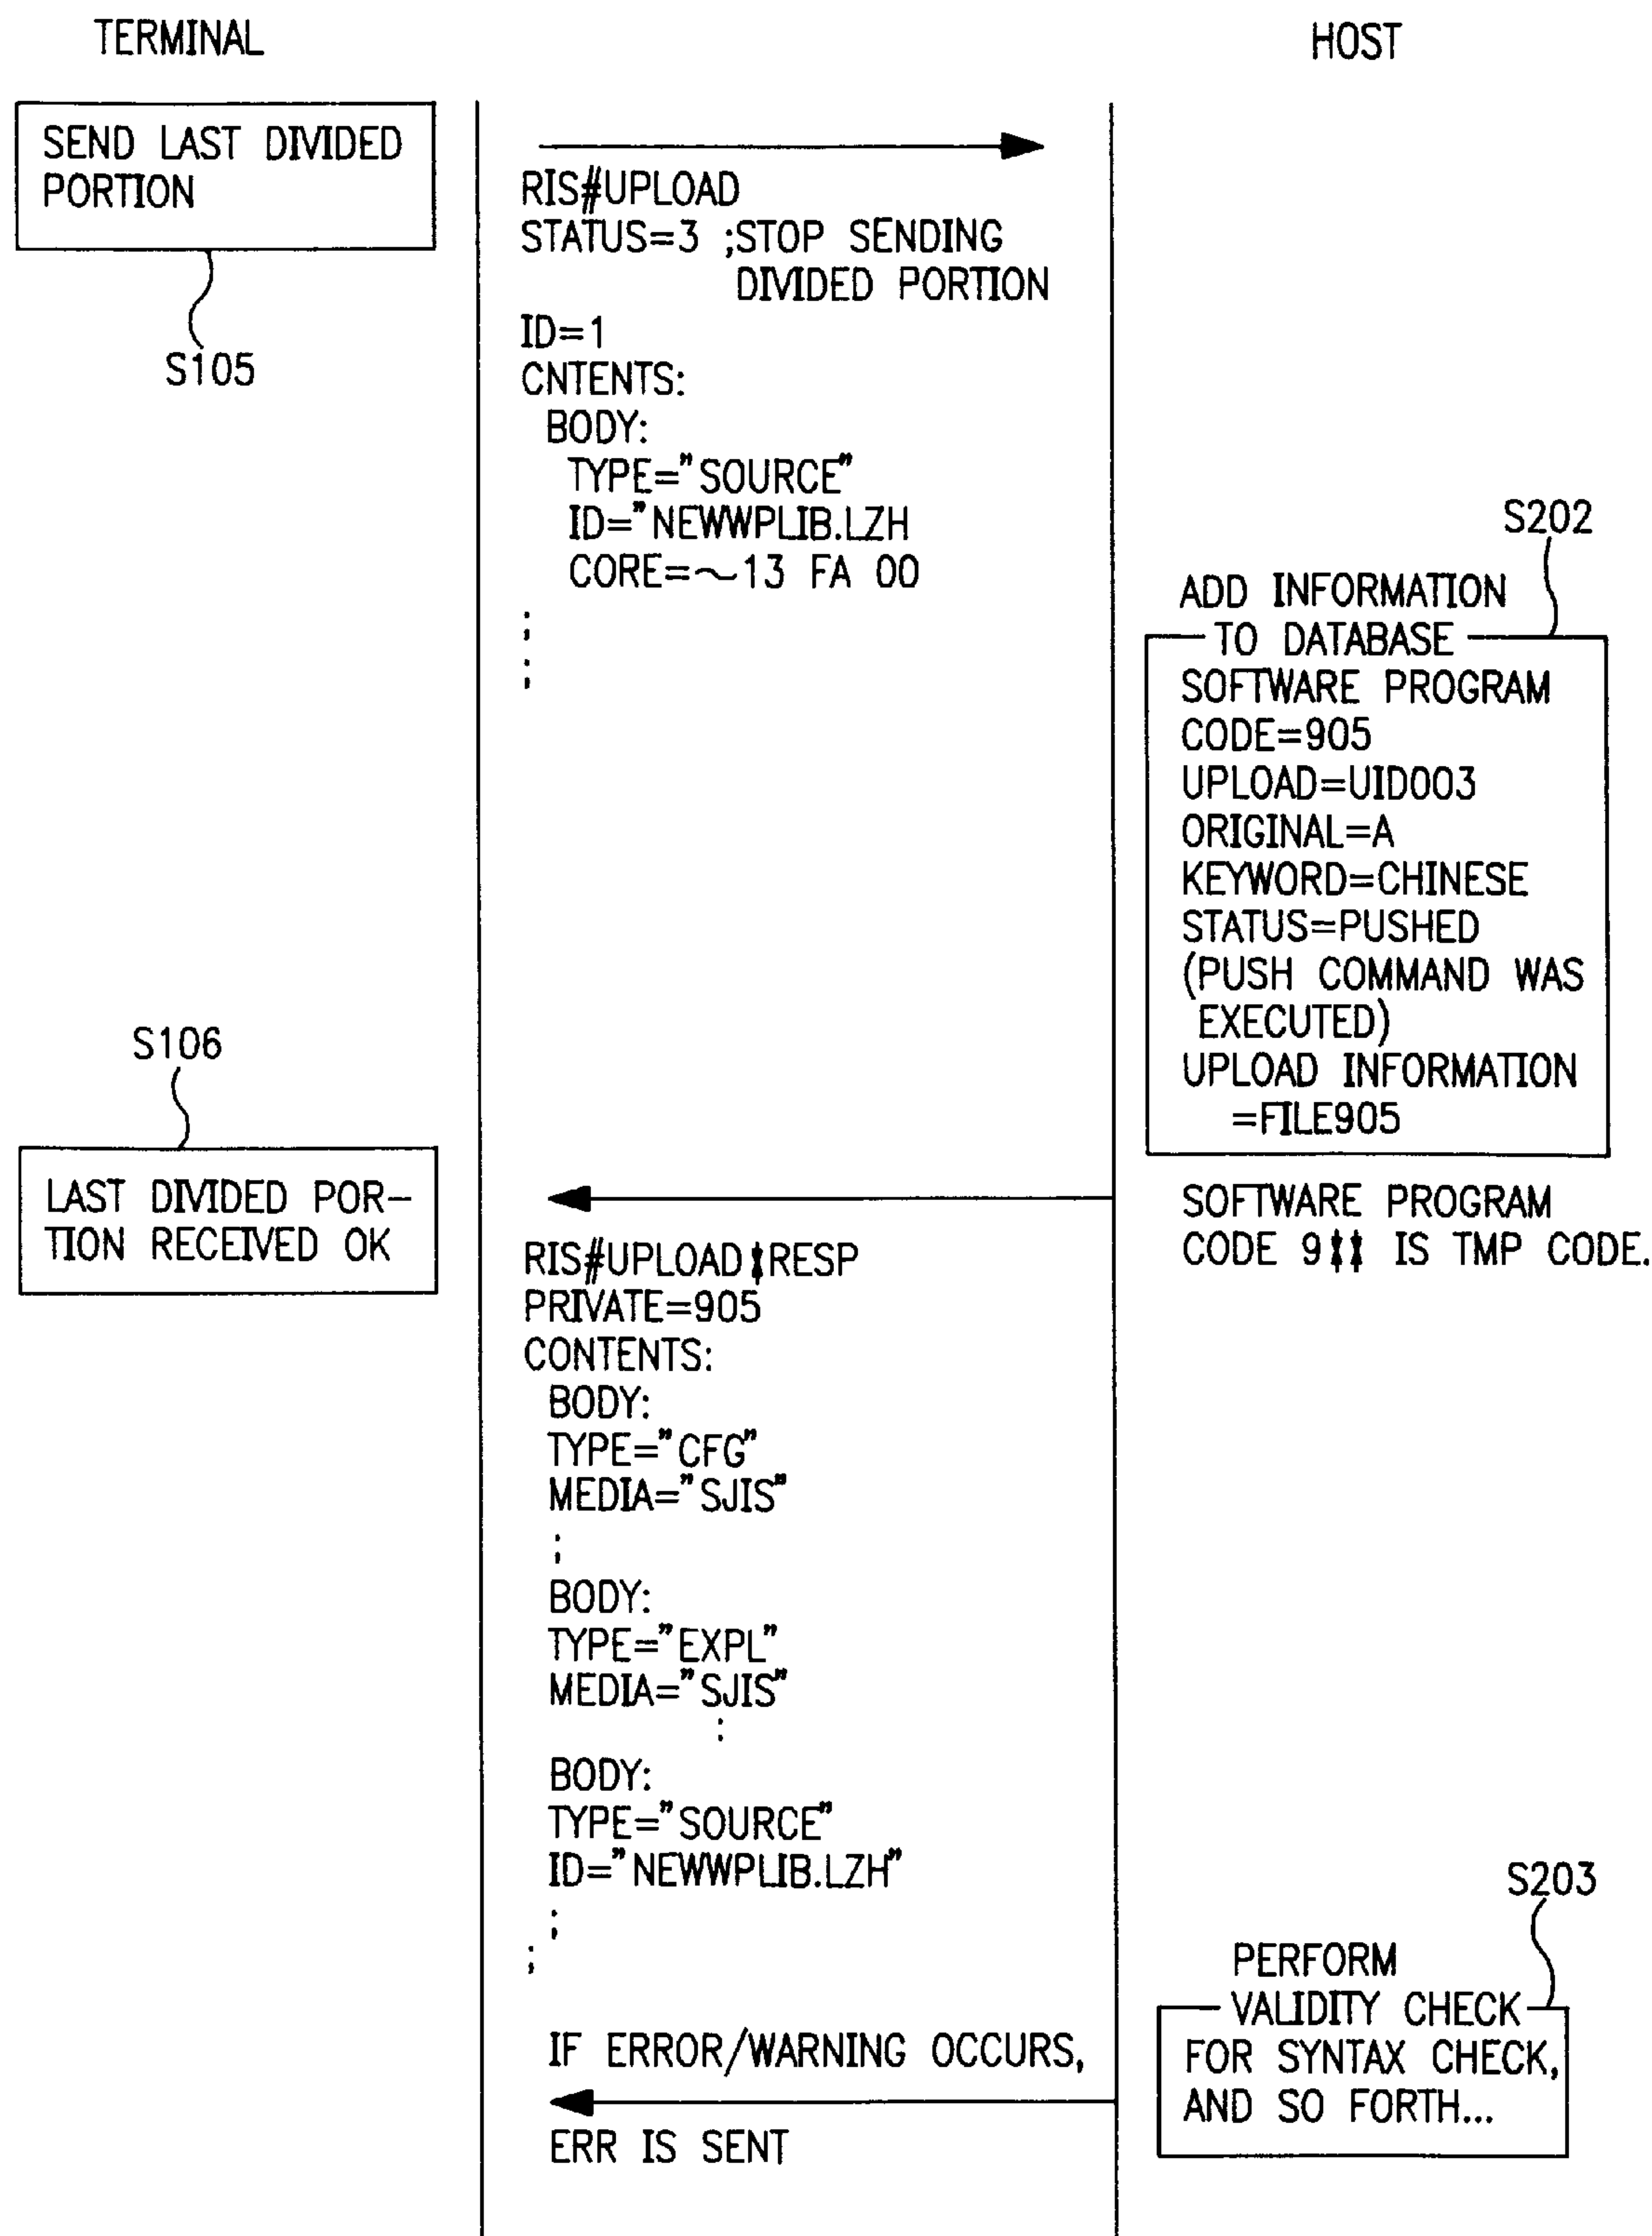 TERMINAL
HOST
SEND LAST DIVIDED
PORTION
S105
RIS#UPLOAD
STATUS=3 ;STOP SENDING
DIVIDED PORTION
ID=1
CNTENTS:
BODY:
TYPE="SOURCE"
ID="NEWWPLIB.LZH
CORE=~13 FA 00
;
;
S202
ADD INFORMATION
TO DATABASE
SOFTWARE PROGRAM
CODE=905
UPLOAD=UID003
ORIGINAL=A
KEYWORD=CHINESE
STATUS=PUSHED
(PUSH COMMAND WAS
EXECUTED)
UPLOAD INFORMATION
=FILE905
SOFTWARE PROGRAM
CODE 9‡‡ IS TMP CODE.
S106
LAST DIVIDED POR-
TION RECEIVED OK
RIS#UPLOAD‡RESP
PRIVATE=905
CONTENTS:
BODY:
TYPE="CFG"
MEDIA="SJIS"
;
BODY:
TYPE="EXPL"
MEDIA="SJIS"
:
BODY:
TYPE="SOURCE"
ID="NEWWPLIB.LZH"
;
;
S203
PERFORM
VALIDITY CHECK
FOR SYNTAX CHECK,
AND SO FORTH...
IF ERROR/WARNING OCCURS,
ERR IS SENT